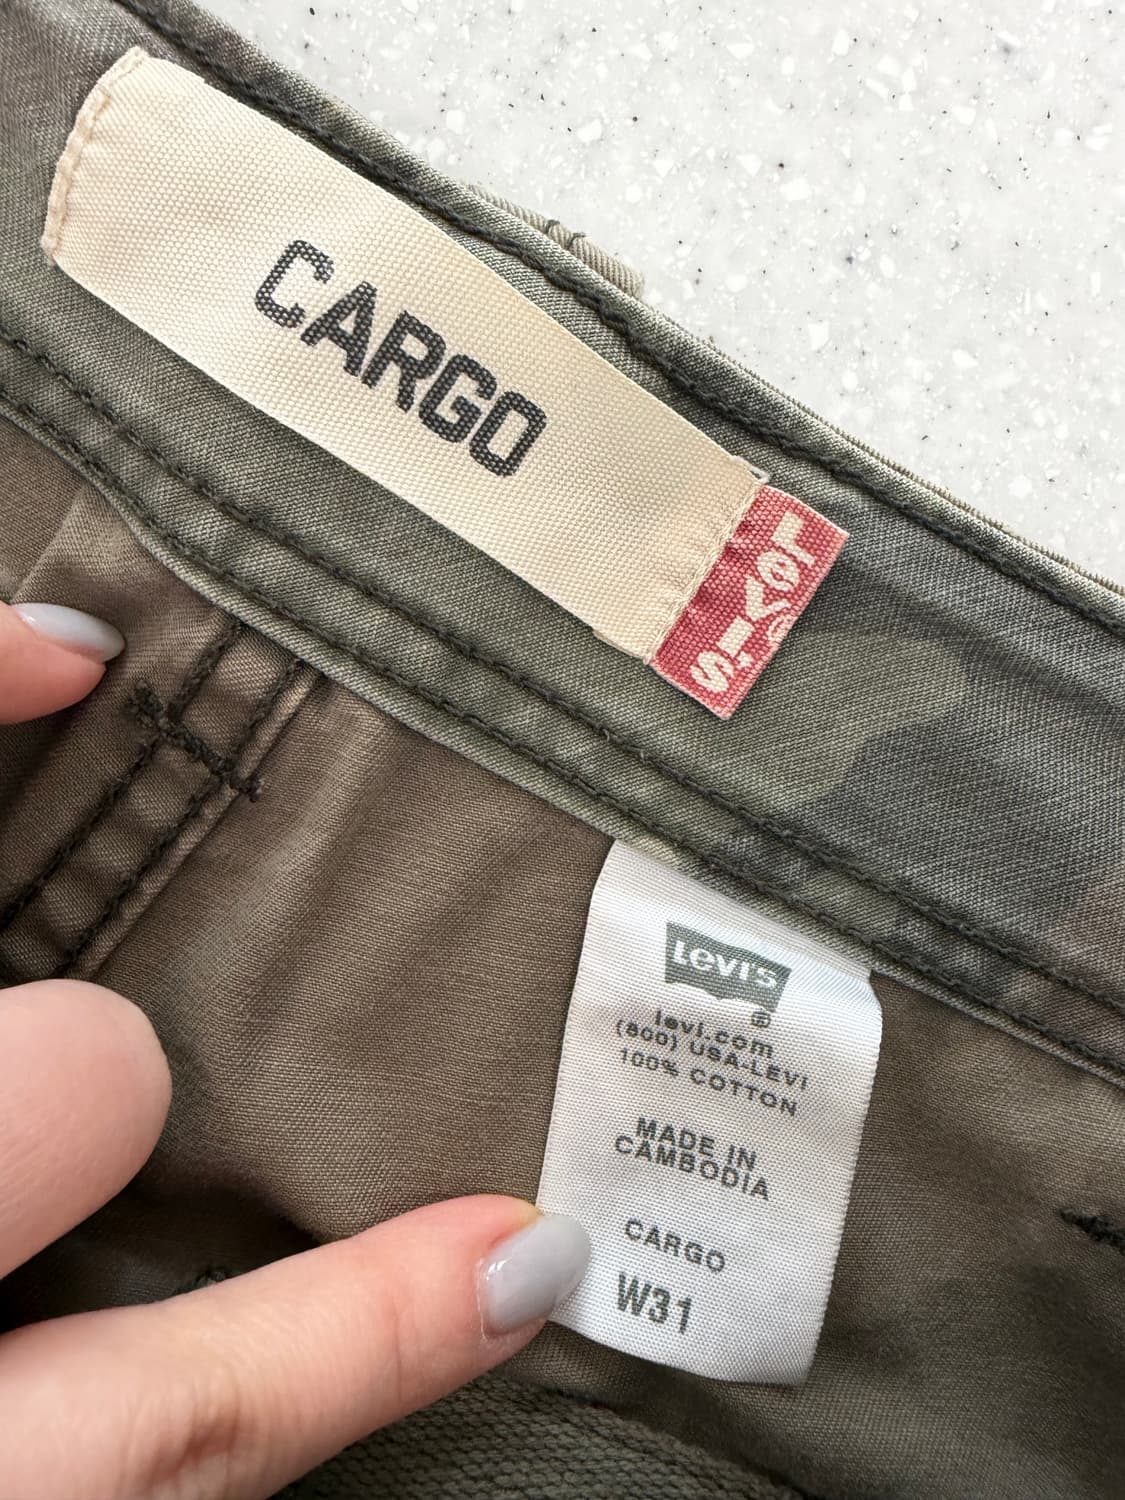 CARGO
LEVI'S
®
LEVI'S
®
levi.com
(800) USA-LEVI
100% COTTON
MADE IN
CAMBODIA
CARGO
W31